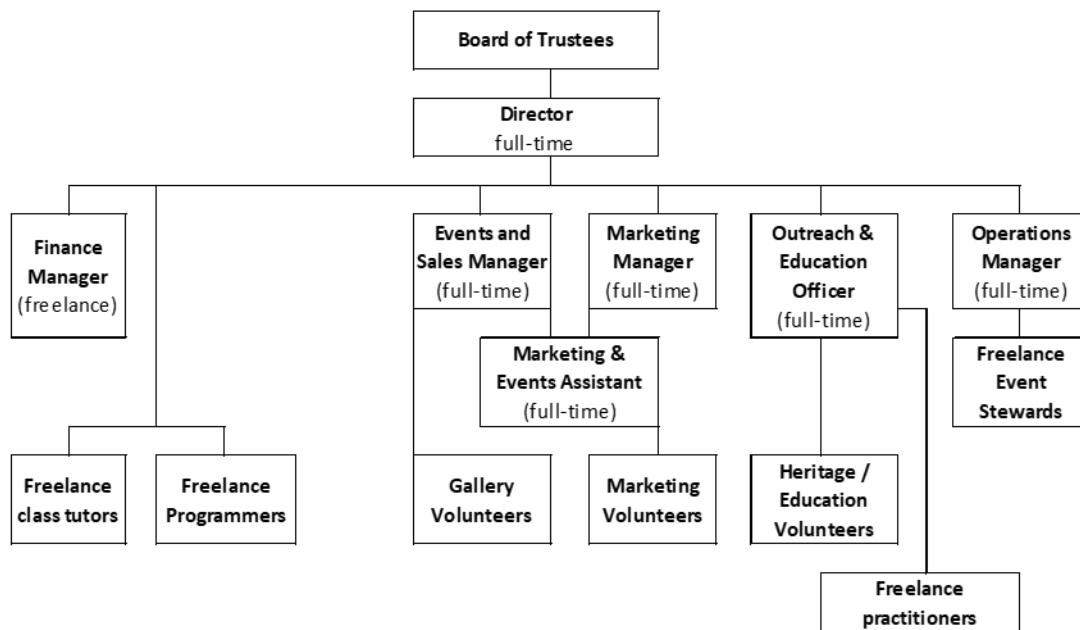 Board of Trustees
Director
full-time
Finance
Manager
(freelance)
Events and
Sales Manager
(full-time)
Marketing
Manager
(full-time)
Outreach &
Education
Officer
(full-time)
Operations
Manager
(full-time)
Marketing &
Events Assistant
(full-time)
Freelance
Event
Stewards
Freelance
class tutors
Freelance
Programmers
Gallery
Volunteers
Marketing
Volunteers
Heritage /
Education
Volunteers
Freelance
practitioners